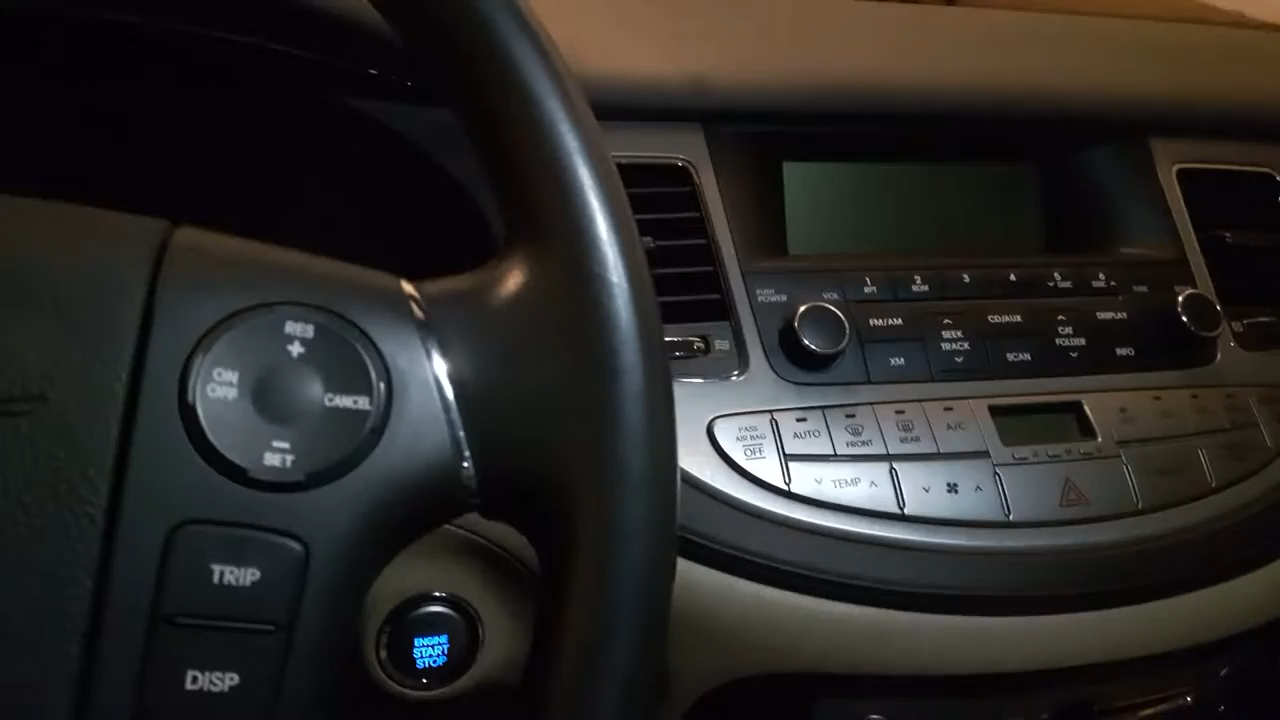 RES
+
ON
OFF
CANCEL
-
SET
TRIP
DISP
ENGINE
START
STOP
PUSH
POWER
VOL
1
RPT
2
RDM
3
4
5
DISC
6
DISC
FM/AM
SEEK
TRACK
CD/AUX
CAT
FOLDER
DISPLAY
XM
SCAN
INFO
PASS
AIR BAG
OFF
AUTO
FRONT
REAR
A/C
TEMP